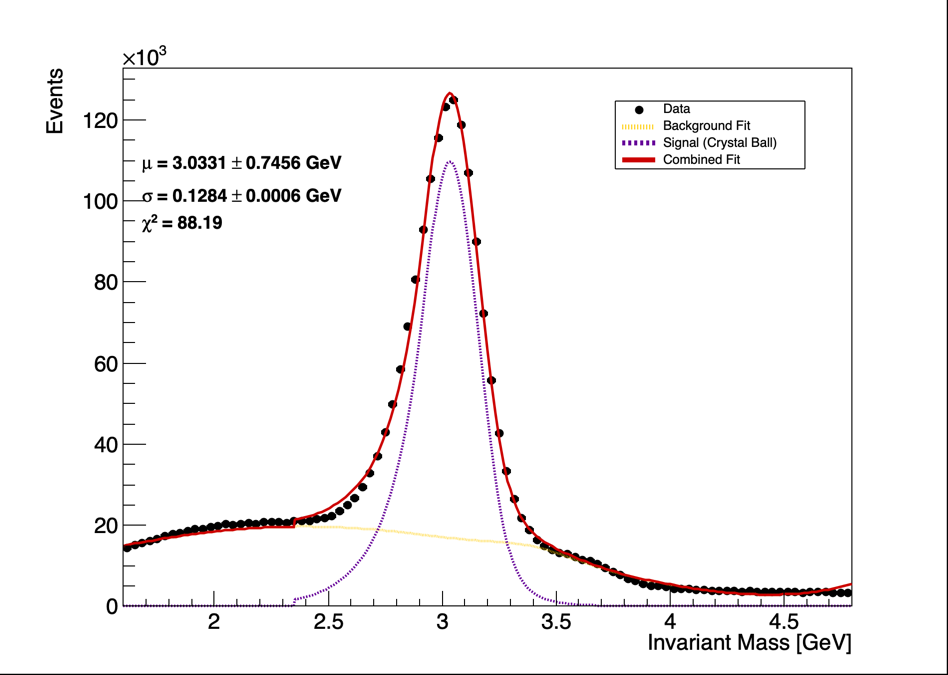 ×10³
Events
120
100
80
60
40
20
0
μ = 3.0331 ± 0.7456 GeV
σ = 0.1284 ± 0.0006 GeV
χ² = 88.19
Data
Background Fit
Signal (Crystal Ball)
Combined Fit
2 2.5 3 3.5 4 4.5
Invariant Mass [GeV]